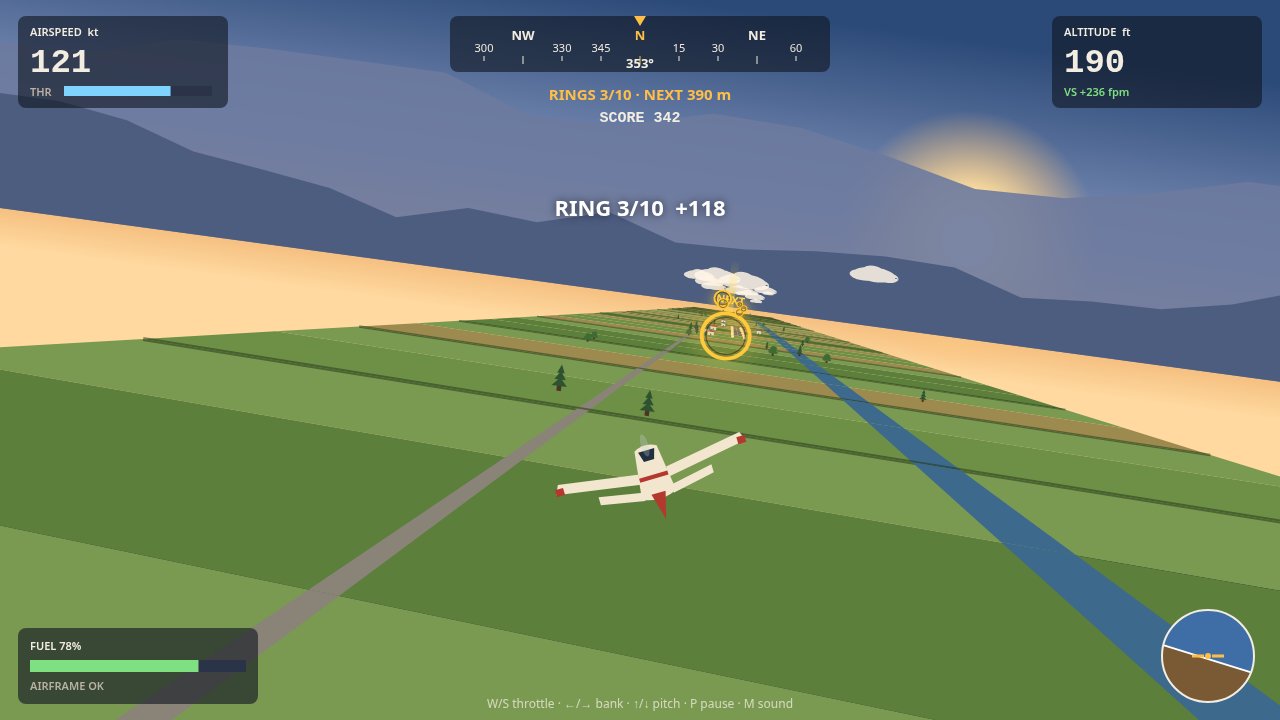 AIRSPEED kt
121
THR
NW N NE
300 330 345 15 30 60
353°
RINGS 3/10 · NEXT 390 m
SCORE 342
ALTITUDE ft
190
VS +236 fpm
RING 3/10 +118
NEXT
FUEL 78%
AIRFRAME OK
W/S throttle · ←/→ bank · ↑/↓ pitch · P pause · M sound